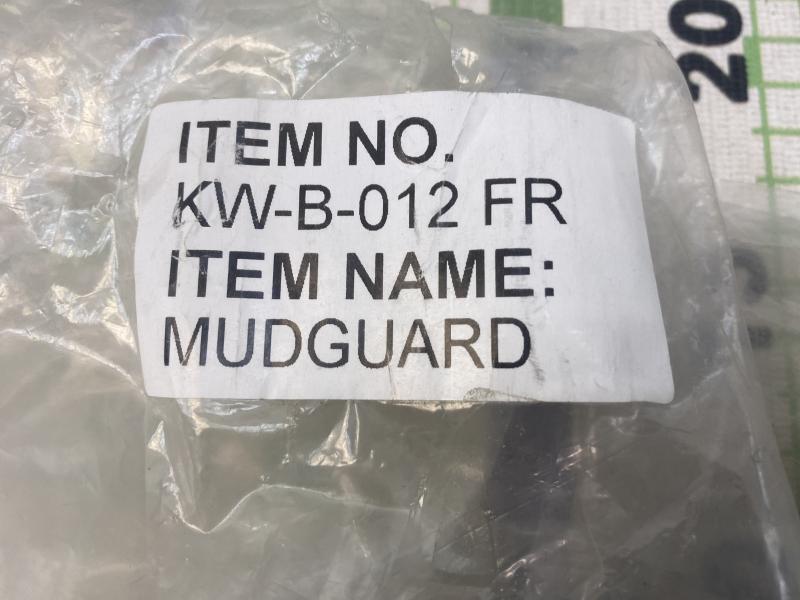 20
ITEM NO.
KW-B-012 FR
ITEM NAME:
MUDGUARD